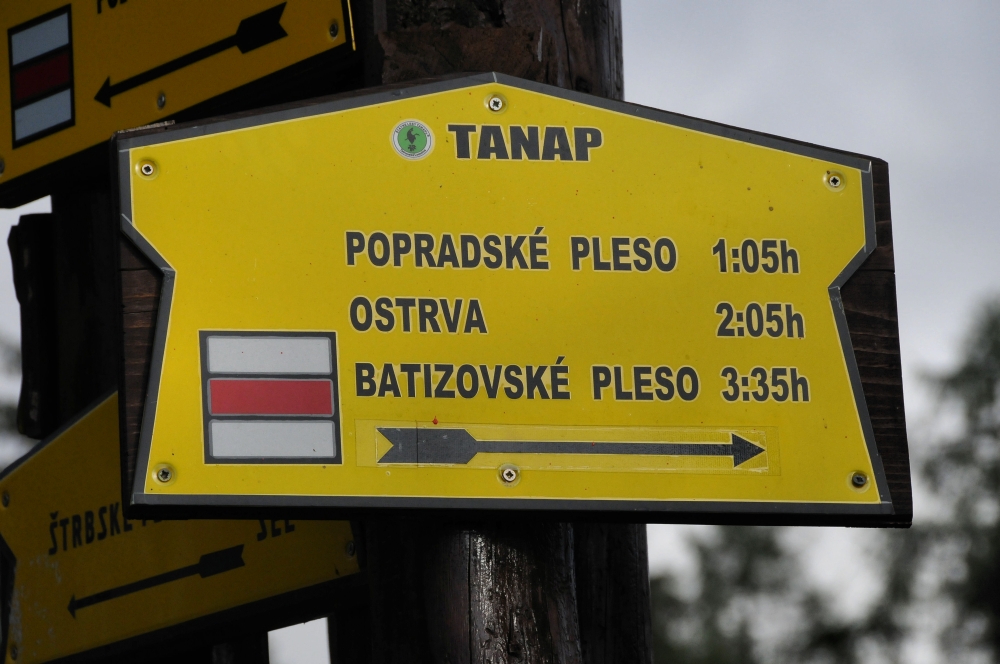 TANAP
POPRADSKÉ PLESO 1:05h
OSTRVA 2:05h
BATIZOVSKÉ PLESO 3:35h
ŠTRBSKÉ